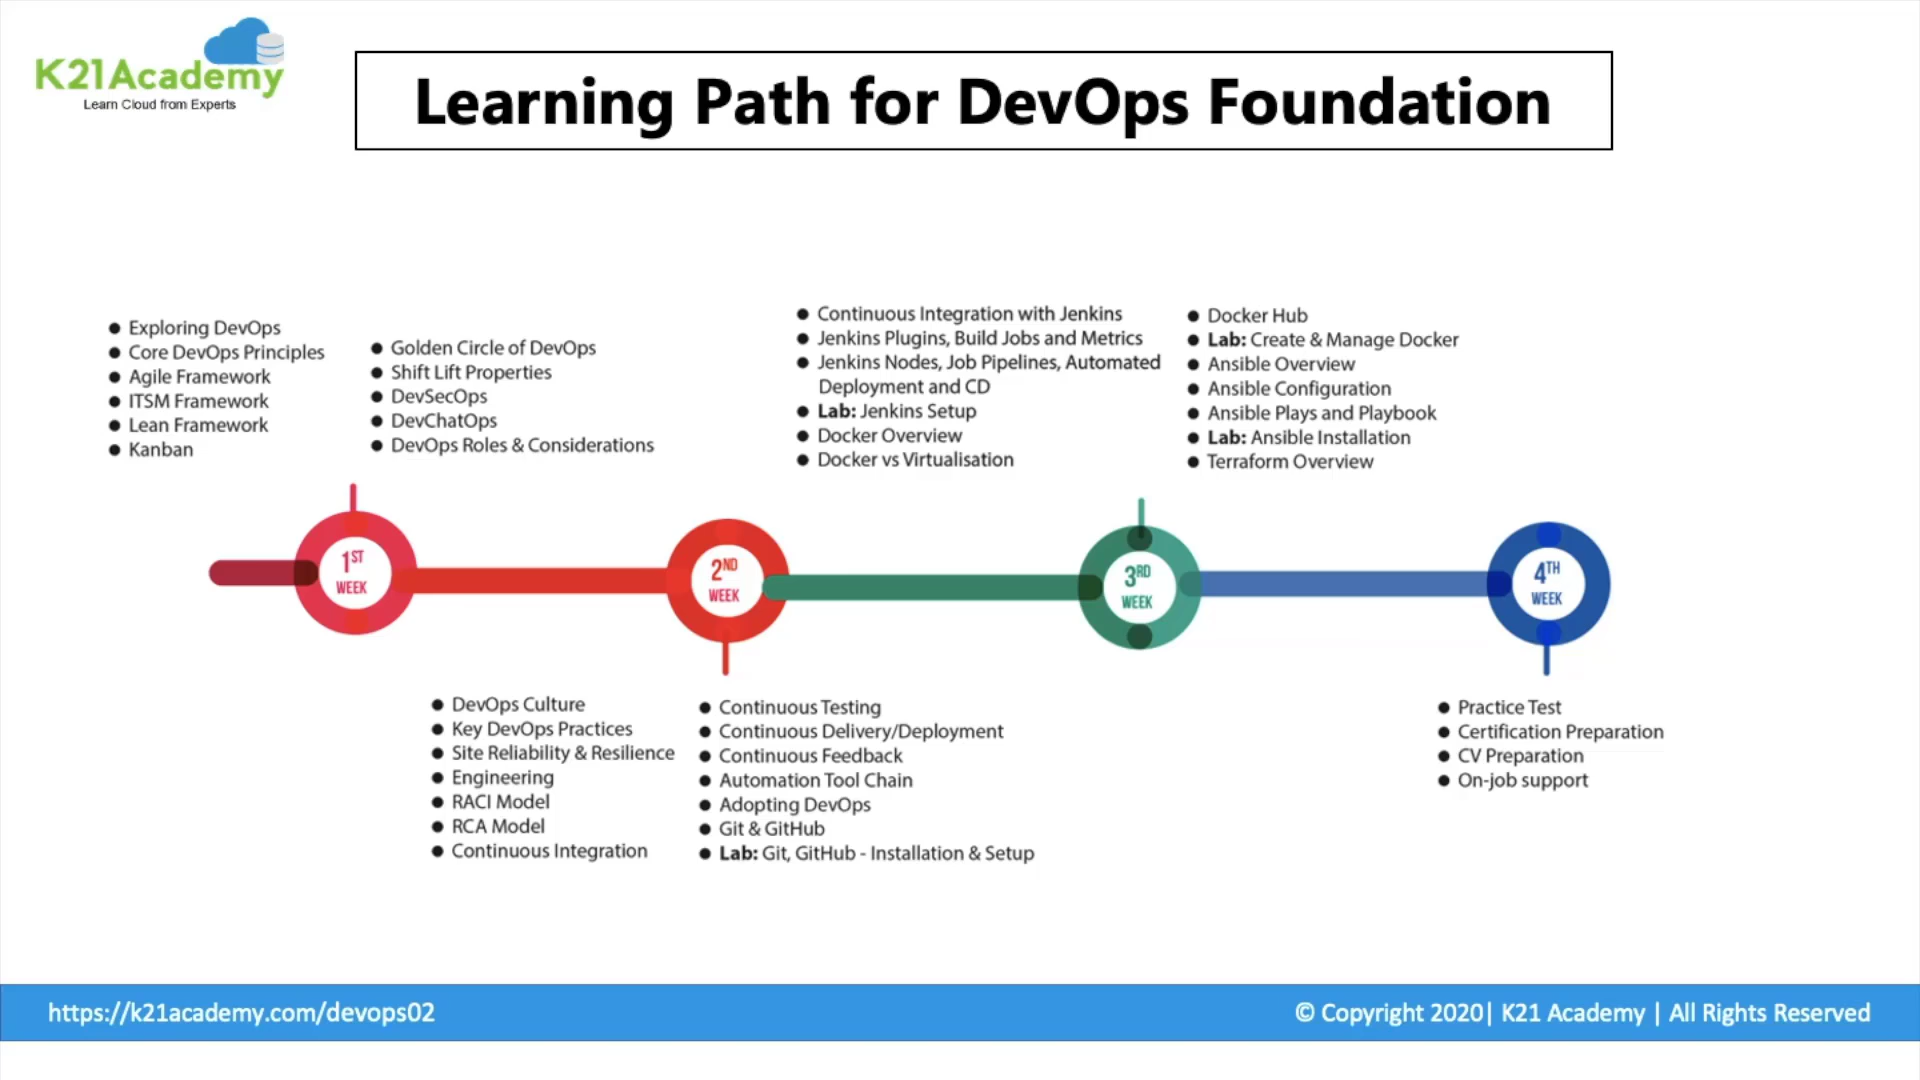 K21Academy
Learn Cloud from Experts
Learning Path for DevOps Foundation
● Exploring DevOps
● Core DevOps Principles
● Agile Framework
● ITSM Framework
● Lean Framework
● Kanban
● Golden Circle of DevOps
● Shift Lift Properties
● DevSecOps
● DevChatOps
● DevOps Roles & Considerations
● Continuous Integration with Jenkins
● Jenkins Plugins, Build Jobs and Metrics
● Jenkins Nodes, Job Pipelines, Automated
Deployment and CD
● Lab: Jenkins Setup
● Docker Overview
● Docker vs Virtualisation
● Docker Hub
● Lab: Create & Manage Docker
● Ansible Overview
● Ansible Configuration
● Ansible Plays and Playbook
● Lab: Ansible Installation
● Terraform Overview
1ST
WEEK
2ND
WEEK
3RD
WEEK
4TH
WEEK
● DevOps Culture
● Key DevOps Practices
● Site Reliability & Resilience
● Engineering
● RACI Model
● RCA Model
● Continuous Integration
● Continuous Testing
● Continuous Delivery/Deployment
● Continuous Feedback
● Automation Tool Chain
● Adopting DevOps
● Git & GitHub
● Lab: Git, GitHub - Installation & Setup
● Practice Test
● Certification Preparation
● CV Preparation
● On-job support
https://k21academy.com/devops02
© Copyright 2020| K21 Academy | All Rights Reserved